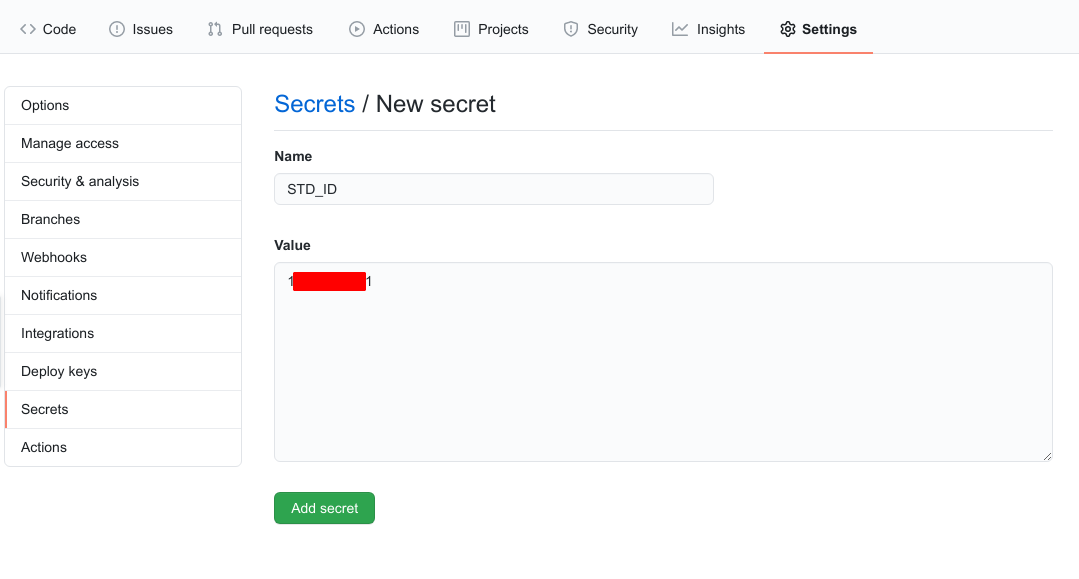 Code Issues Pull requests Actions Projects Security Insights Settings
Options
Manage access
Security & analysis
Branches
Webhooks
Notifications
Integrations
Deploy keys
Secrets
Actions
Secrets / New secret
Name
STD_ID
Value
1 1
Add secret